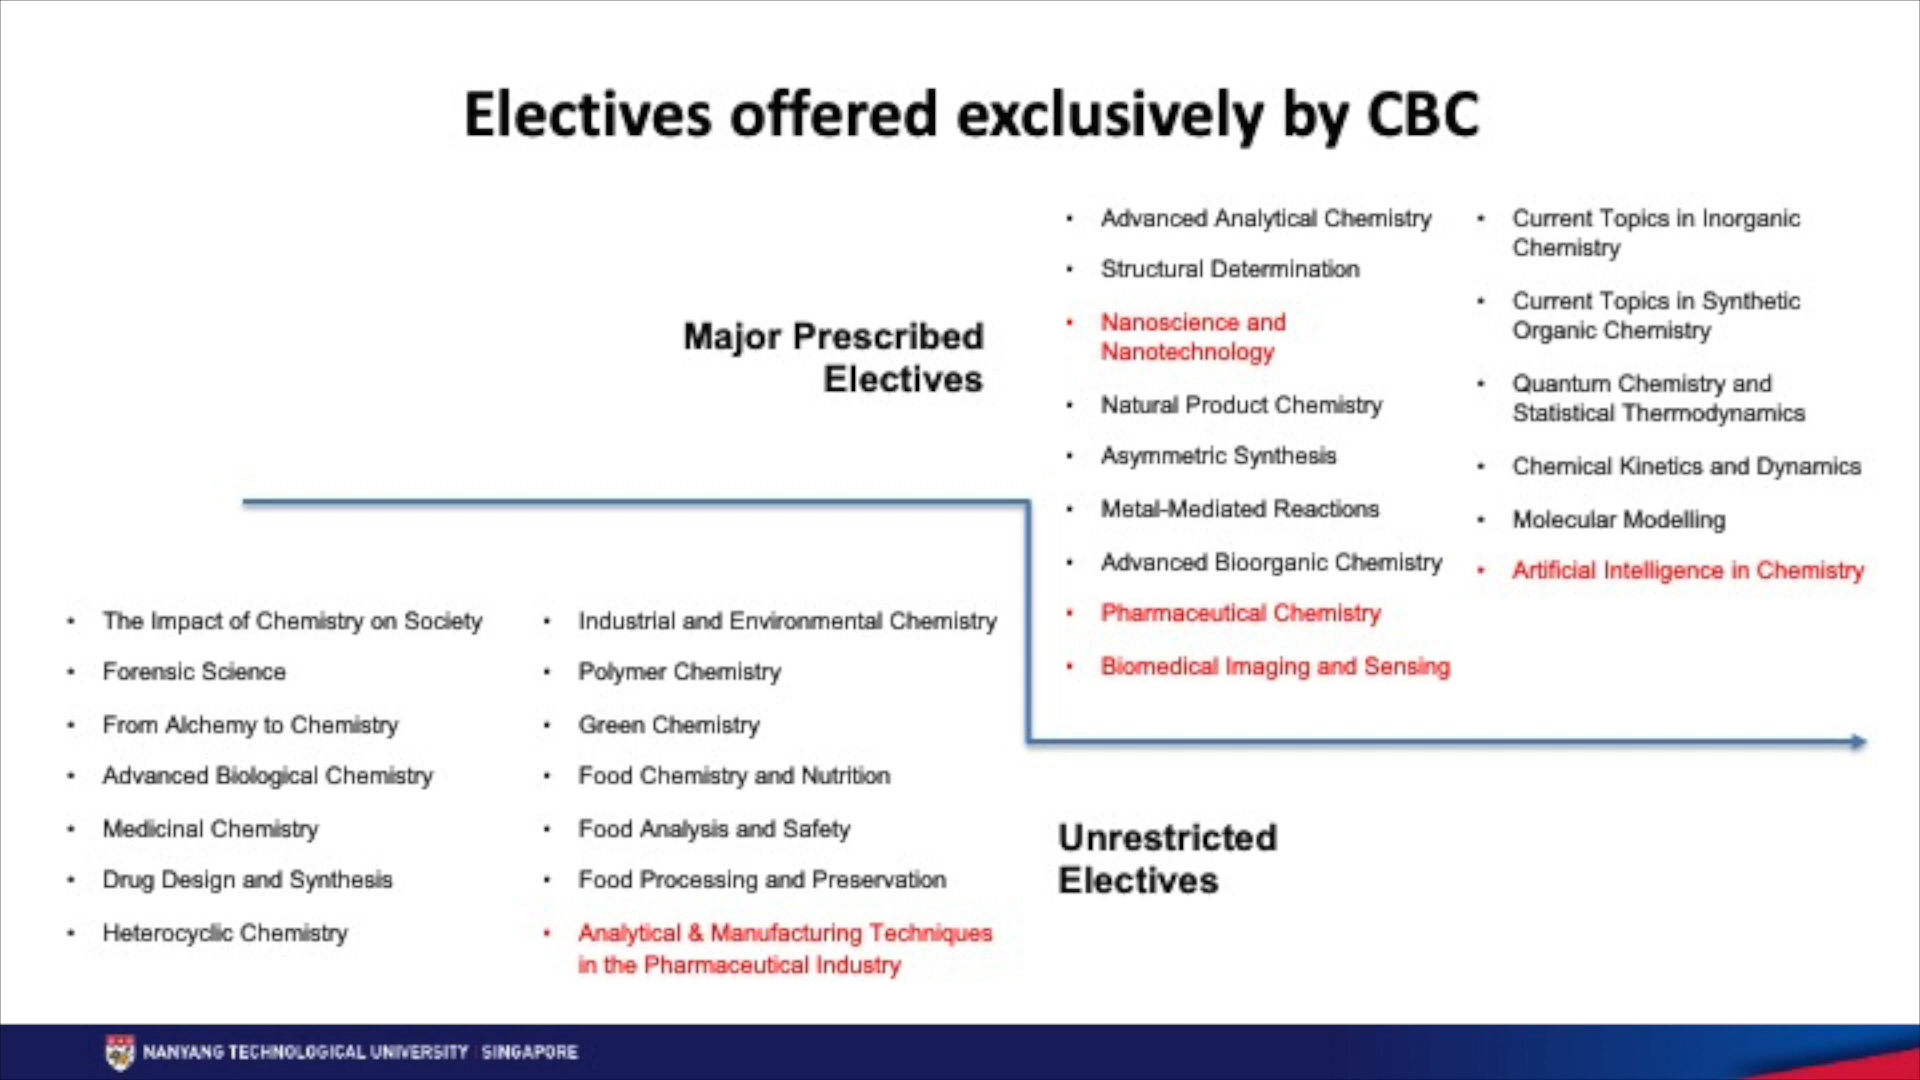 Electives offered exclusively by CBC
Major Prescribed
Electives
• Advanced Analytical Chemistry
• Structural Determination
• Nanoscience and
Nanotechnology
• Natural Product Chemistry
• Asymmetric Synthesis
• Metal-Mediated Reactions
• Advanced Bioorganic Chemistry
• Pharmaceutical Chemistry
• Biomedical Imaging and Sensing
• Current Topics in Inorganic
Chemistry
• Current Topics in Synthetic
Organic Chemistry
• Quantum Chemistry and
Statistical Thermodynamics
• Chemical Kinetics and Dynamics
• Molecular Modelling
• Artificial Intelligence in Chemistry
• The Impact of Chemistry on Society
• Forensic Science
• From Alchemy to Chemistry
• Advanced Biological Chemistry
• Medicinal Chemistry
• Drug Design and Synthesis
• Heterocyclic Chemistry
• Industrial and Environmental Chemistry
• Polymer Chemistry
• Green Chemistry
• Food Chemistry and Nutrition
• Food Analysis and Safety
• Food Processing and Preservation
• Analytical & Manufacturing Techniques
in the Pharmaceutical Industry
Unrestricted
Electives
NANYANG TECHNOLOGICAL UNIVERSITY | SINGAPORE